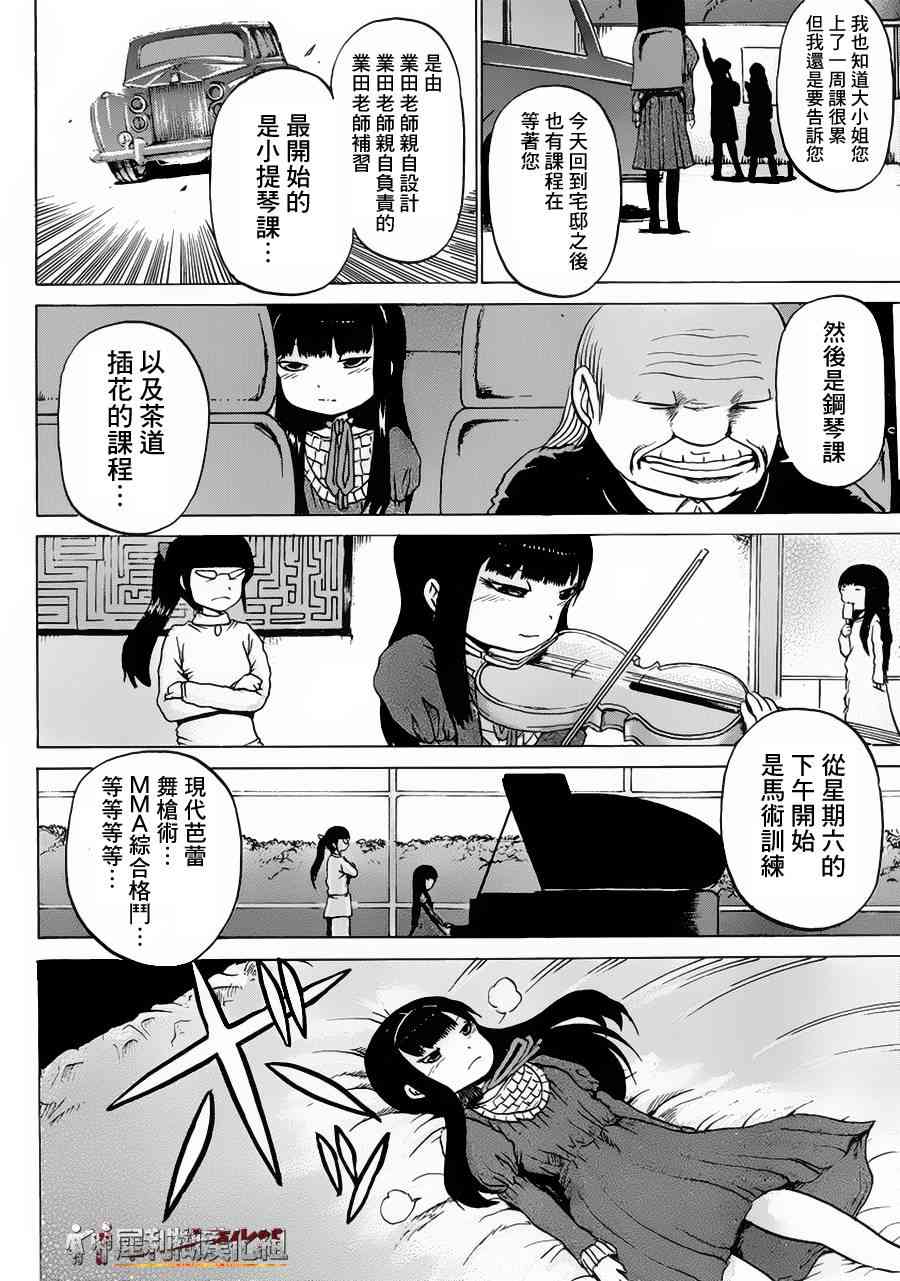 我也知道大小姐您
上了一周課很累
但我還是要告訴您
今天回到宅邸之後
也有課程在
等著您
是由
業田老師親自設計
業田老師親自負責的
業田老師補習
最開始的
是小提琴課…
然後是鋼琴課
以及茶道
插花的課程…
從星期六的
下午開始
是馬術訓練
現代芭蕾
舞槍術…
MMA綜合格鬥…
等等等等…